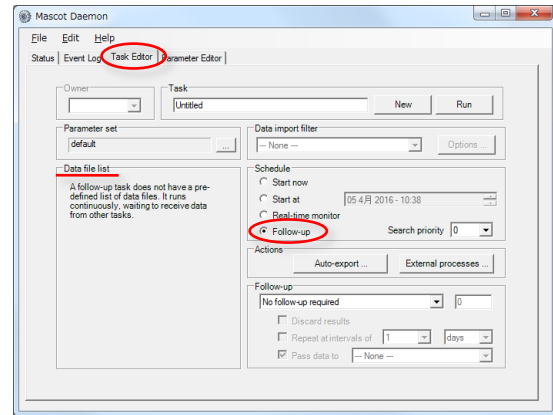 Mascot Daemon
File Edit Help
Status Event Log Task Editor Parameter Editor
Owner
Task
Untitled
New
Run
Parameter set
default
...
Data import filter
--- None ---
Options ...
Data file list
A follow-up task does not have a pre-
defined list of data files. It runs
continuously, waiting to receive data
from other tasks.
Schedule
Start now
Start at 05 4月 2016 - 10:38
Real-time monitor
Follow-up
Search priority 0
Actions
Auto-export ...
External processes ...
Follow-up
No follow-up required 0
Discard results
Repeat at intervals of 1 days
Pass data to --- None ---